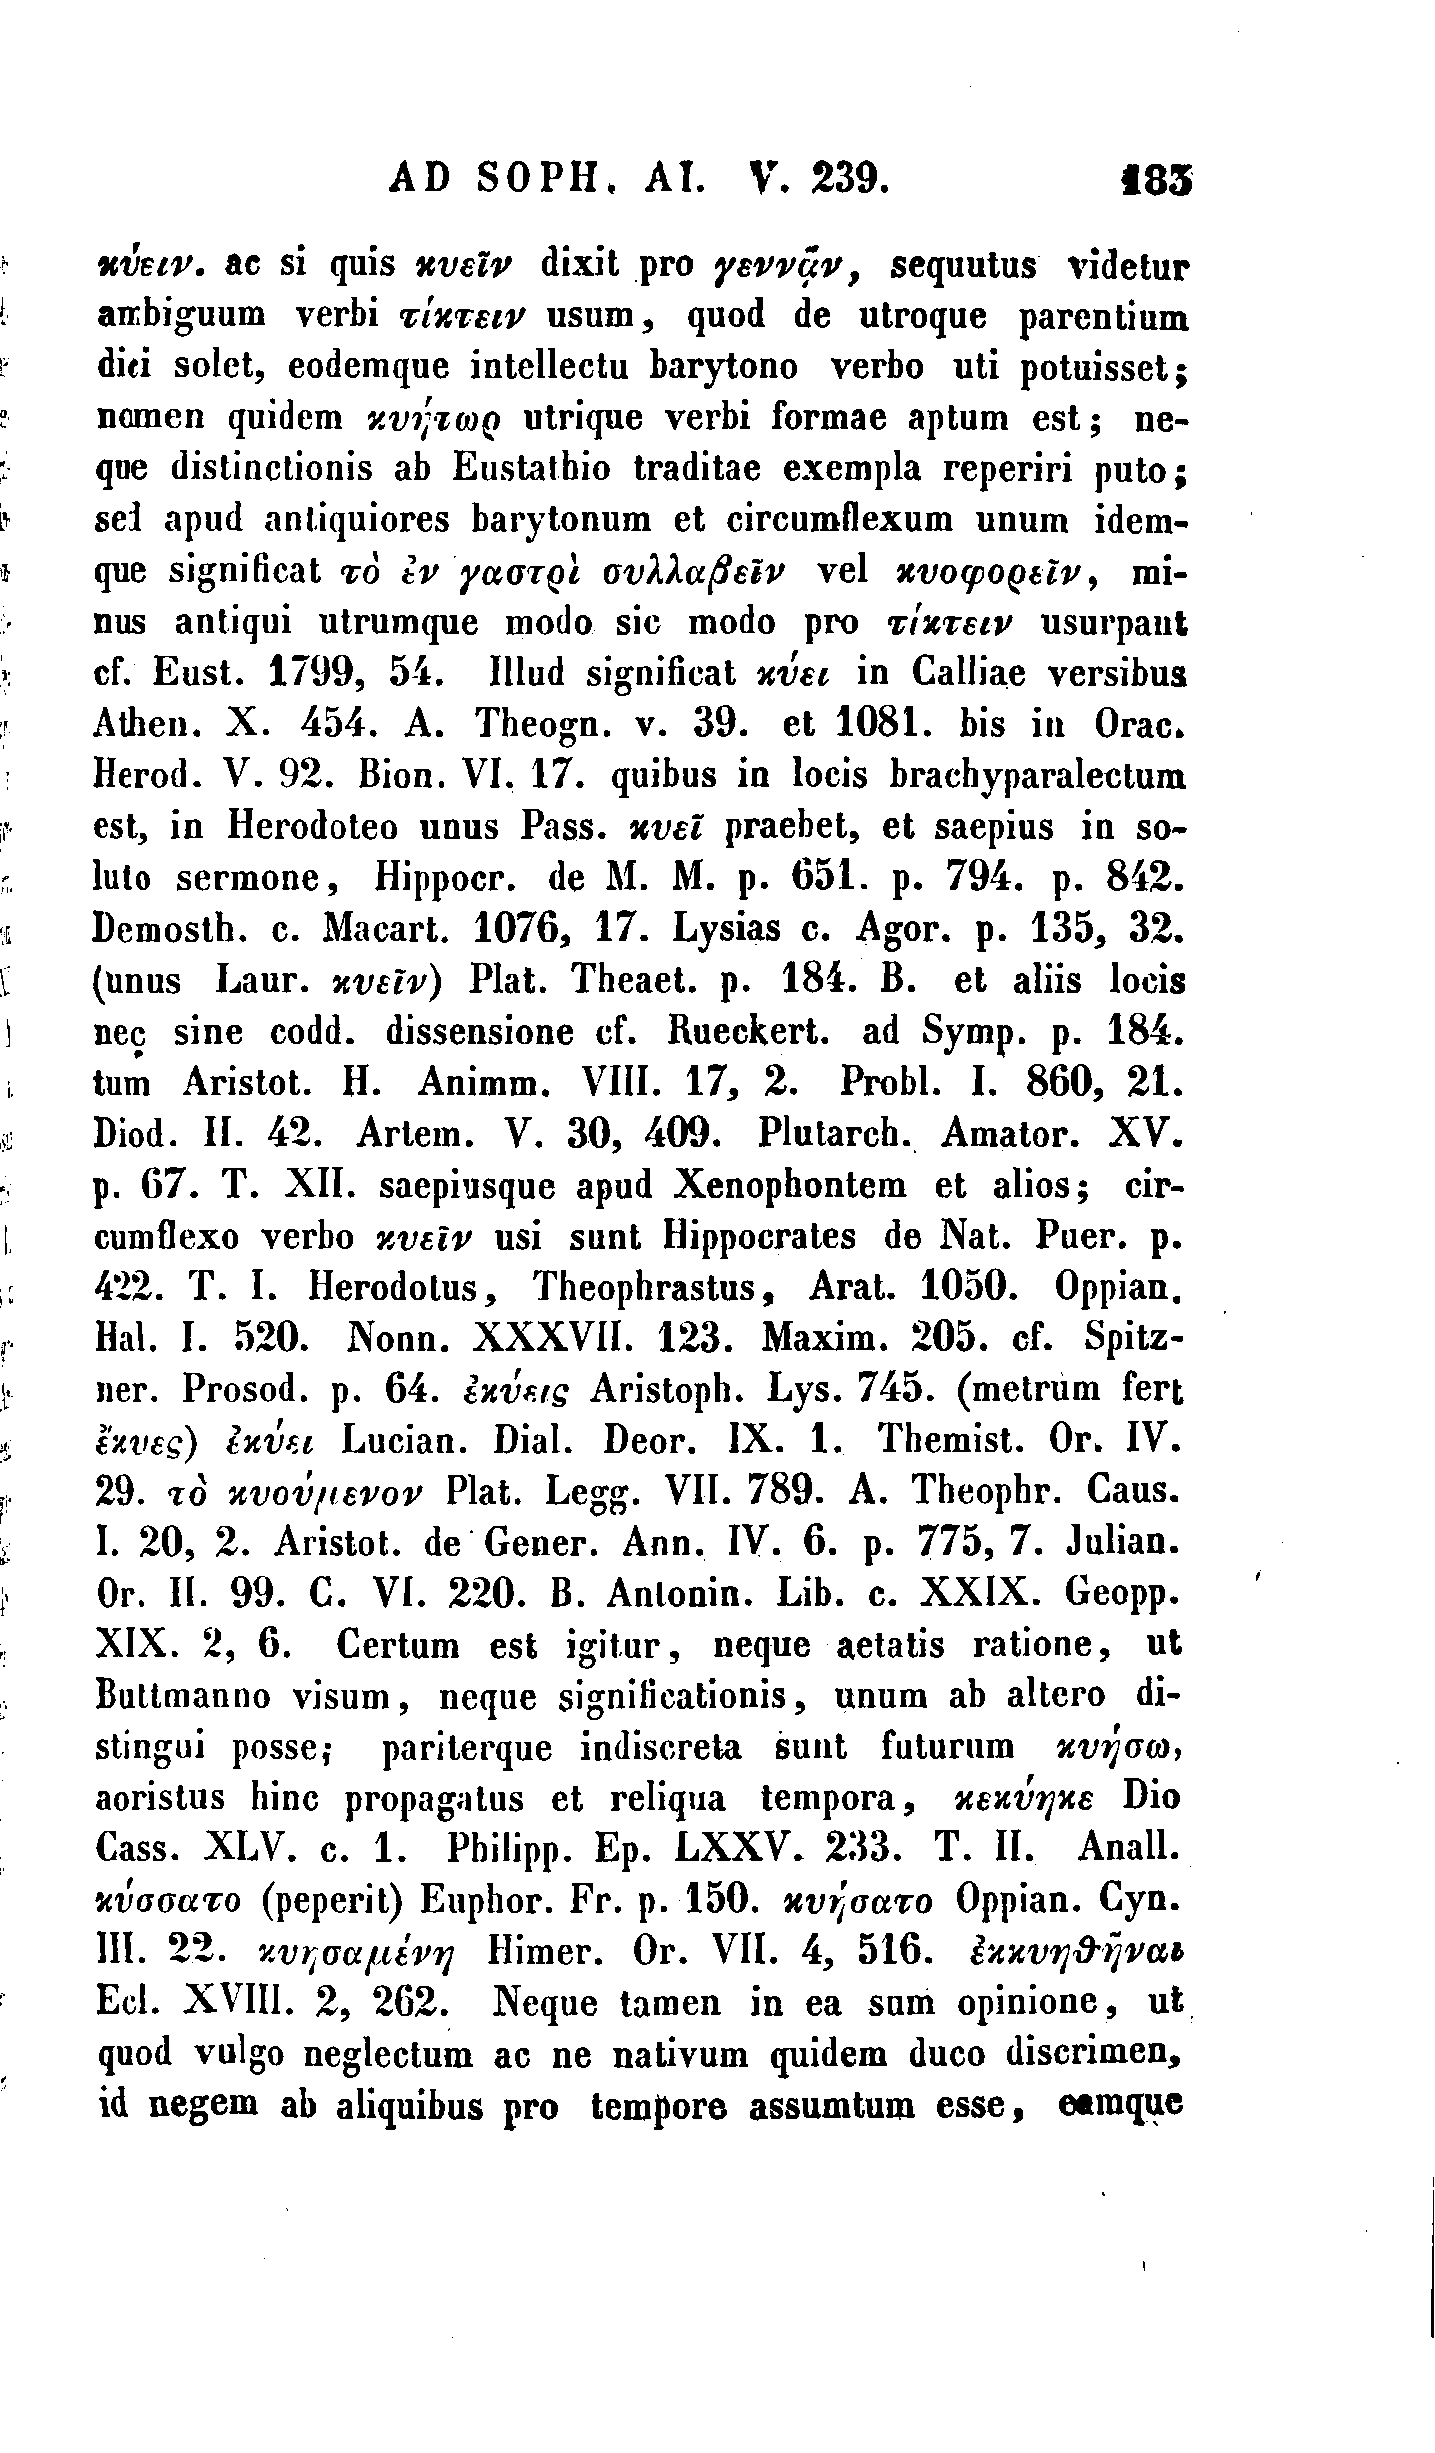 AD SOPH. AI. V. 239. 183
κύειν. ac si quis κυεῖν dixit pro γεννᾷν, sequutus videtur
ambiguum verbi τίκτειν usum, quod de utroque parentium
dici solet, eodemque intellectu barytono verbo uti potuisset;
nomen quidem κυήτωρ utrique verbi formae aptum est; ne-
que distinctionis ab Eustathio traditae exempla reperiri puto;
sed apud antiquiores barytonum et circumflexum unum idem-
que significat τὸ ἐν γαστρὶ συλλαβεῖν vel κυοφορεῖν, mi-
nus antiqui utrumque modo sic modo pro τίκτειν usurpant
cf. Eust. 1799, 54. Illud significat κύει in Calliae versibus
Athen. X. 454. A. Theogn. v. 39. et 1081. bis in Orac.
Herod. V. 92. Bion. VI. 17. quibus in locis brachyparalectum
est, in Herodoteo unus Pass. κυεῖ praebet, et saepius in so-
luto sermone, Hippocr. de M. M. p. 651. p. 794. p. 842.
Demosth. c. Macart. 1076, 17. Lysias c. Agor. p. 135, 32.
(unus Laur. κυεῖν) Plat. Theaet. p. 184. B. et aliis locis
nec sine codd. dissensione cf. Rueckert. ad Symp. p. 184.
tum Aristot. H. Animm. VIII. 17, 2. Probl. I. 860, 21.
Diod. II. 42. Artem. V. 30, 409. Plutarch. Amator. XV.
p. 67. T. XII. saepiusque apud Xenophontem et alios; cir-
cumflexo verbo κυεῖν usi sunt Hippocrates de Nat. Puer. p.
422. T. I. Herodotus, Theophrastus, Arat. 1050. Oppian.
Hal. I. 520. Nonn. XXXVII. 123. Maxim. 205. cf. Spitz-
ner. Prosod. p. 64. ἐκύεις Aristoph. Lys. 745. (metrum fert
ἔκυες) ἐκύει Lucian. Dial. Deor. IX. 1. Themist. Or. IV.
29. τὸ κυούμενον Plat. Legg. VII. 789. A. Theophr. Caus.
I. 20, 2. Aristot. de Gener. Ann. IV. 6. p. 775, 7. Julian.
Or. II. 99. C. VI. 220. B. Antonin. Lib. c. XXIX. Geopp.
XIX. 2, 6. Certum est igitur, neque aetatis ratione, ut
Buttmanno visum, neque significationis, unum ab altero di-
stingui posse; pariterque indiscreta sunt futurum κυήσω,
aoristus hinc propagatus et reliqua tempora, κεκύηκε Dio
Cass. XLV. c. 1. Philipp. Ep. LXXV. 233. T. II. Anall.
κύσσατο (peperit) Euphor. Fr. p. 150. κυήσατο Oppian. Cyn.
III. 22. κυησαμένη Himer. Or. VII. 4, 516. ἐκκυηθῆναι
Ecl. XVIII. 2, 262. Neque tamen in ea sum opinione, ut
quod vulgo neglectum ac ne nativum quidem duco discrimen,
id negem ab aliquibus pro tempore assumtum esse, eamque